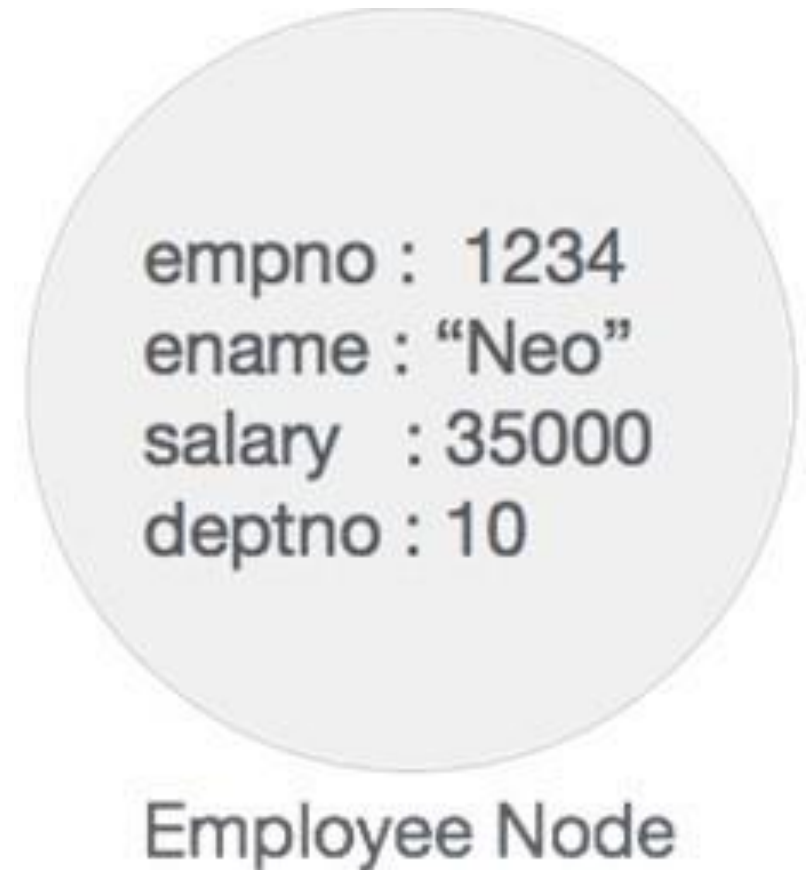 empno : 1234
ename : “Neo”
salary : 35000
deptno : 10
Employee Node